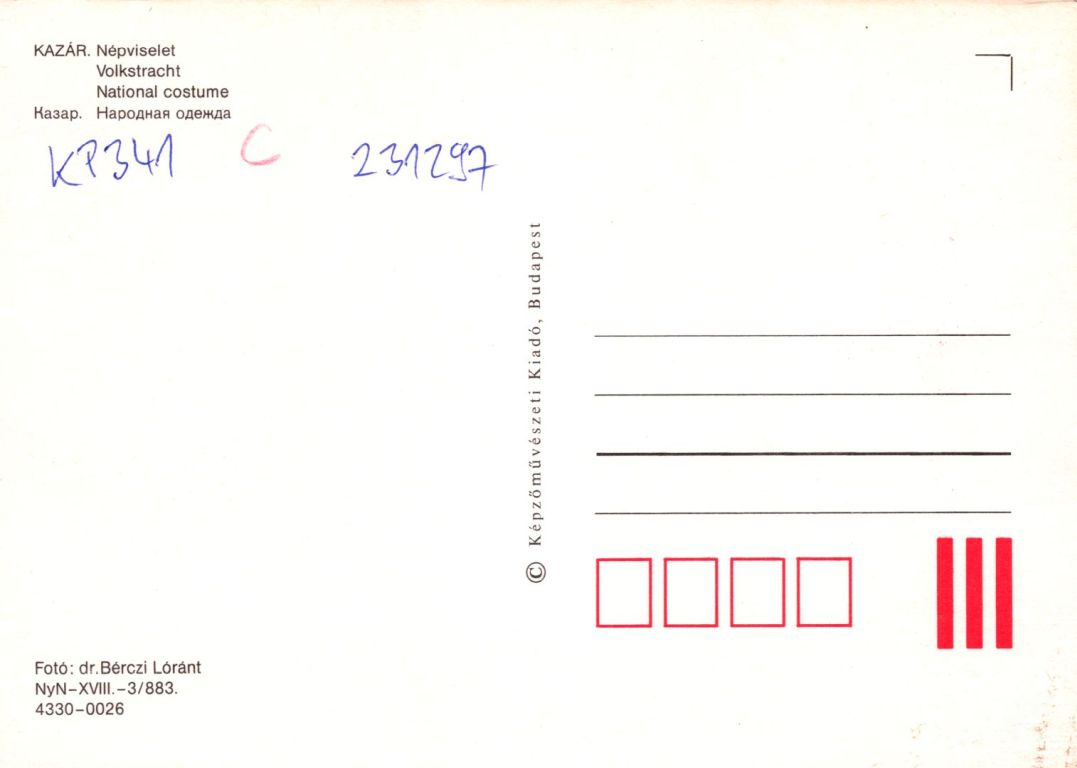 KAZÁR. Népviselet
Volkstracht
National costume
Казар. Народная одежда
KP341 C 231297
© Képzőművészeti Kiadó, Budapest
Fotó: dr.Bérczi Lóránt
NyN-XVIII.-3/883.
4330-0026